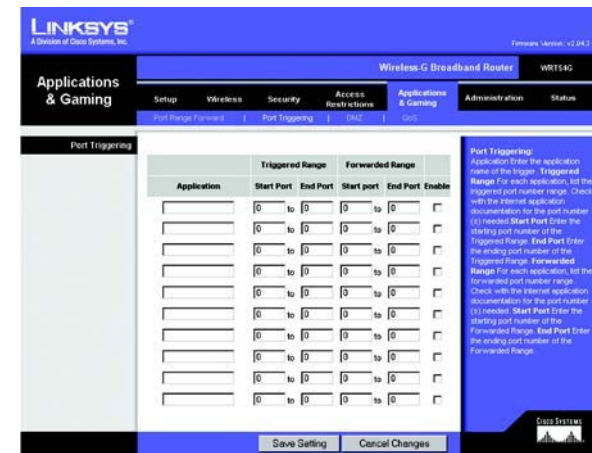 LINKSYS®
A Division of Cisco Systems, Inc.
Firmware Version: v2.04.3
Wireless-G Broadband Router WRT54G
Applications & Gaming
Setup Wireless Security Access Restrictions Applications & Gaming Administration Status
Port Range Forward | Port Triggering | DMZ | QoS
Port Triggering
Triggered Range Forwarded Range
Application Start Port End Port Start port End Port Enable
0 to 0 0 to 0
0 to 0 0 to 0
0 to 0 0 to 0
0 to 0 0 to 0
0 to 0 0 to 0
0 to 0 0 to 0
0 to 0 0 to 0
0 to 0 0 to 0
0 to 0 0 to 0
0 to 0 0 to 0
Port Triggering:
Application Enter the application
name of the trigger. Triggered
Range For each application, list the
triggered port number range. Check
with the Internet application
documentation for the port number
(s) needed. Start Port Enter the
starting port number of the
Triggered Range. End Port Enter
the ending port number of the
Triggered Range. Forwarded
Range For each application, list the
forwarded port number range.
Check with the Internet application
documentation for the port number
(s) needed. Start Port Enter the
starting port number of the
Forwarded Range. End Port Enter
the ending port number of the
Forwarded Range.
Save Setting Cancel Changes
CISCO SYSTEMS